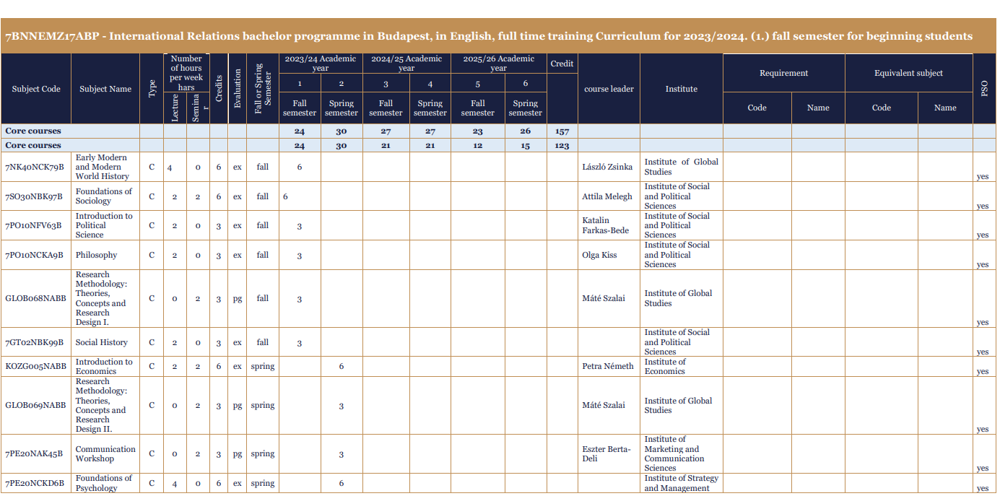 7BNNEMZ17ABP - International Relations bachelor programme in Budapest, in English, full time training Curriculum for 2023/2024. (1.) fall semester for beginning students
Subject Code
Subject Name
Type
Number
of hours
per week
hars
Lecture
Semina
r
Credits
Evaluation
Fall or Spring
Semester
2023/24 Academic
year
2024/25 Academic
year
2025/26 Academic
year
Credit
1 2 3 4 5 6
Fall
semester
Spring
semester
Fall
semester
Spring
semester
Fall
semester
Spring
semester
course leader
Institute
Requirement
Code Name
Equivalent subject
Code Name
PSO
Core courses 24 30 27 27 23 26 157
Core courses 24 30 21 21 12 15 123
7NK40NCK79B
Early Modern
and Modern
World History
C 4 0 6 ex fall 6
László Zsinka
Institute of Global
Studies
yes
7SO30NBK97B
Foundations of
Sociology
C 2 2 6 ex fall 6
Attila Melegh
Institute of Social
and Political
Sciences
yes
7PO10NFV63B
Introduction to
Political
Science
C 2 0 3 ex fall 3
Katalin
Farkas-Bede
Institute of Social
and Political
Sciences
yes
7PO10NCKA9B
Philosophy
C 2 0 3 ex fall 3
Olga Kiss
Institute of Social
and Political
Sciences
yes
GLOB068NABB
Research
Methodology:
Theories,
Concepts and
Research
Design I.
C 0 2 3 pg fall 3
Máté Szalai
Institute of Global
Studies
yes
7GT02NBK99B
Social History
C 2 0 3 ex fall 3
Institute of Social
and Political
Sciences
yes
KOZG005NABB
Introduction to
Economics
C 2 2 6 ex spring 6
Petra Németh
Institute of
Economics
yes
GLOB069NABB
Research
Methodology:
Theories,
Concepts and
Research
Design II.
C 0 2 3 pg spring 3
Máté Szalai
Institute of Global
Studies
yes
7PE20NAK45B
Communication
Workshop
C 0 2 3 pg spring 3
Eszter Berta-
Deli
Institute of
Marketing and
Communication
Sciences
yes
7PE20NCKD6B
Foundations of
Psychology
C 4 0 6 ex spring 6
Institute of Strategy
and Management
yes